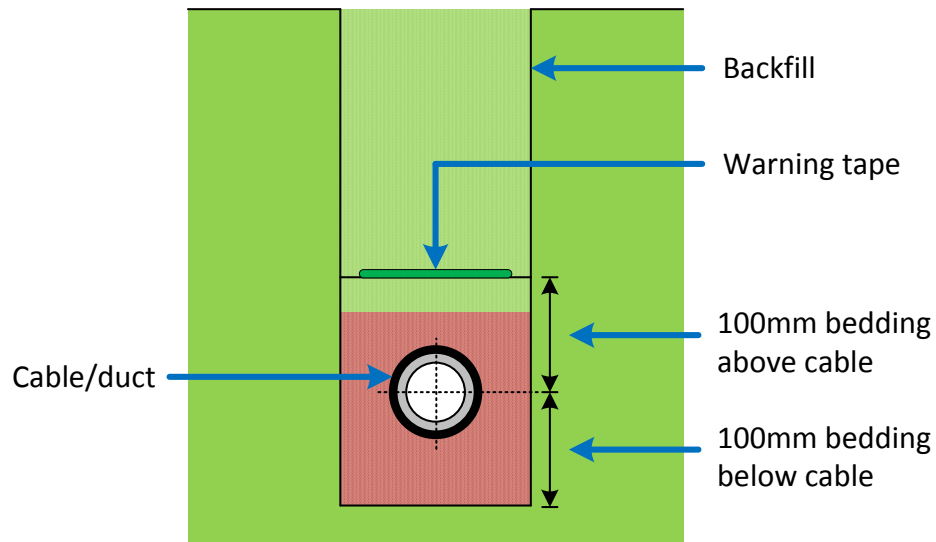 Backfill
Warning tape
100mm bedding
above cable
Cable/duct
100mm bedding
below cable